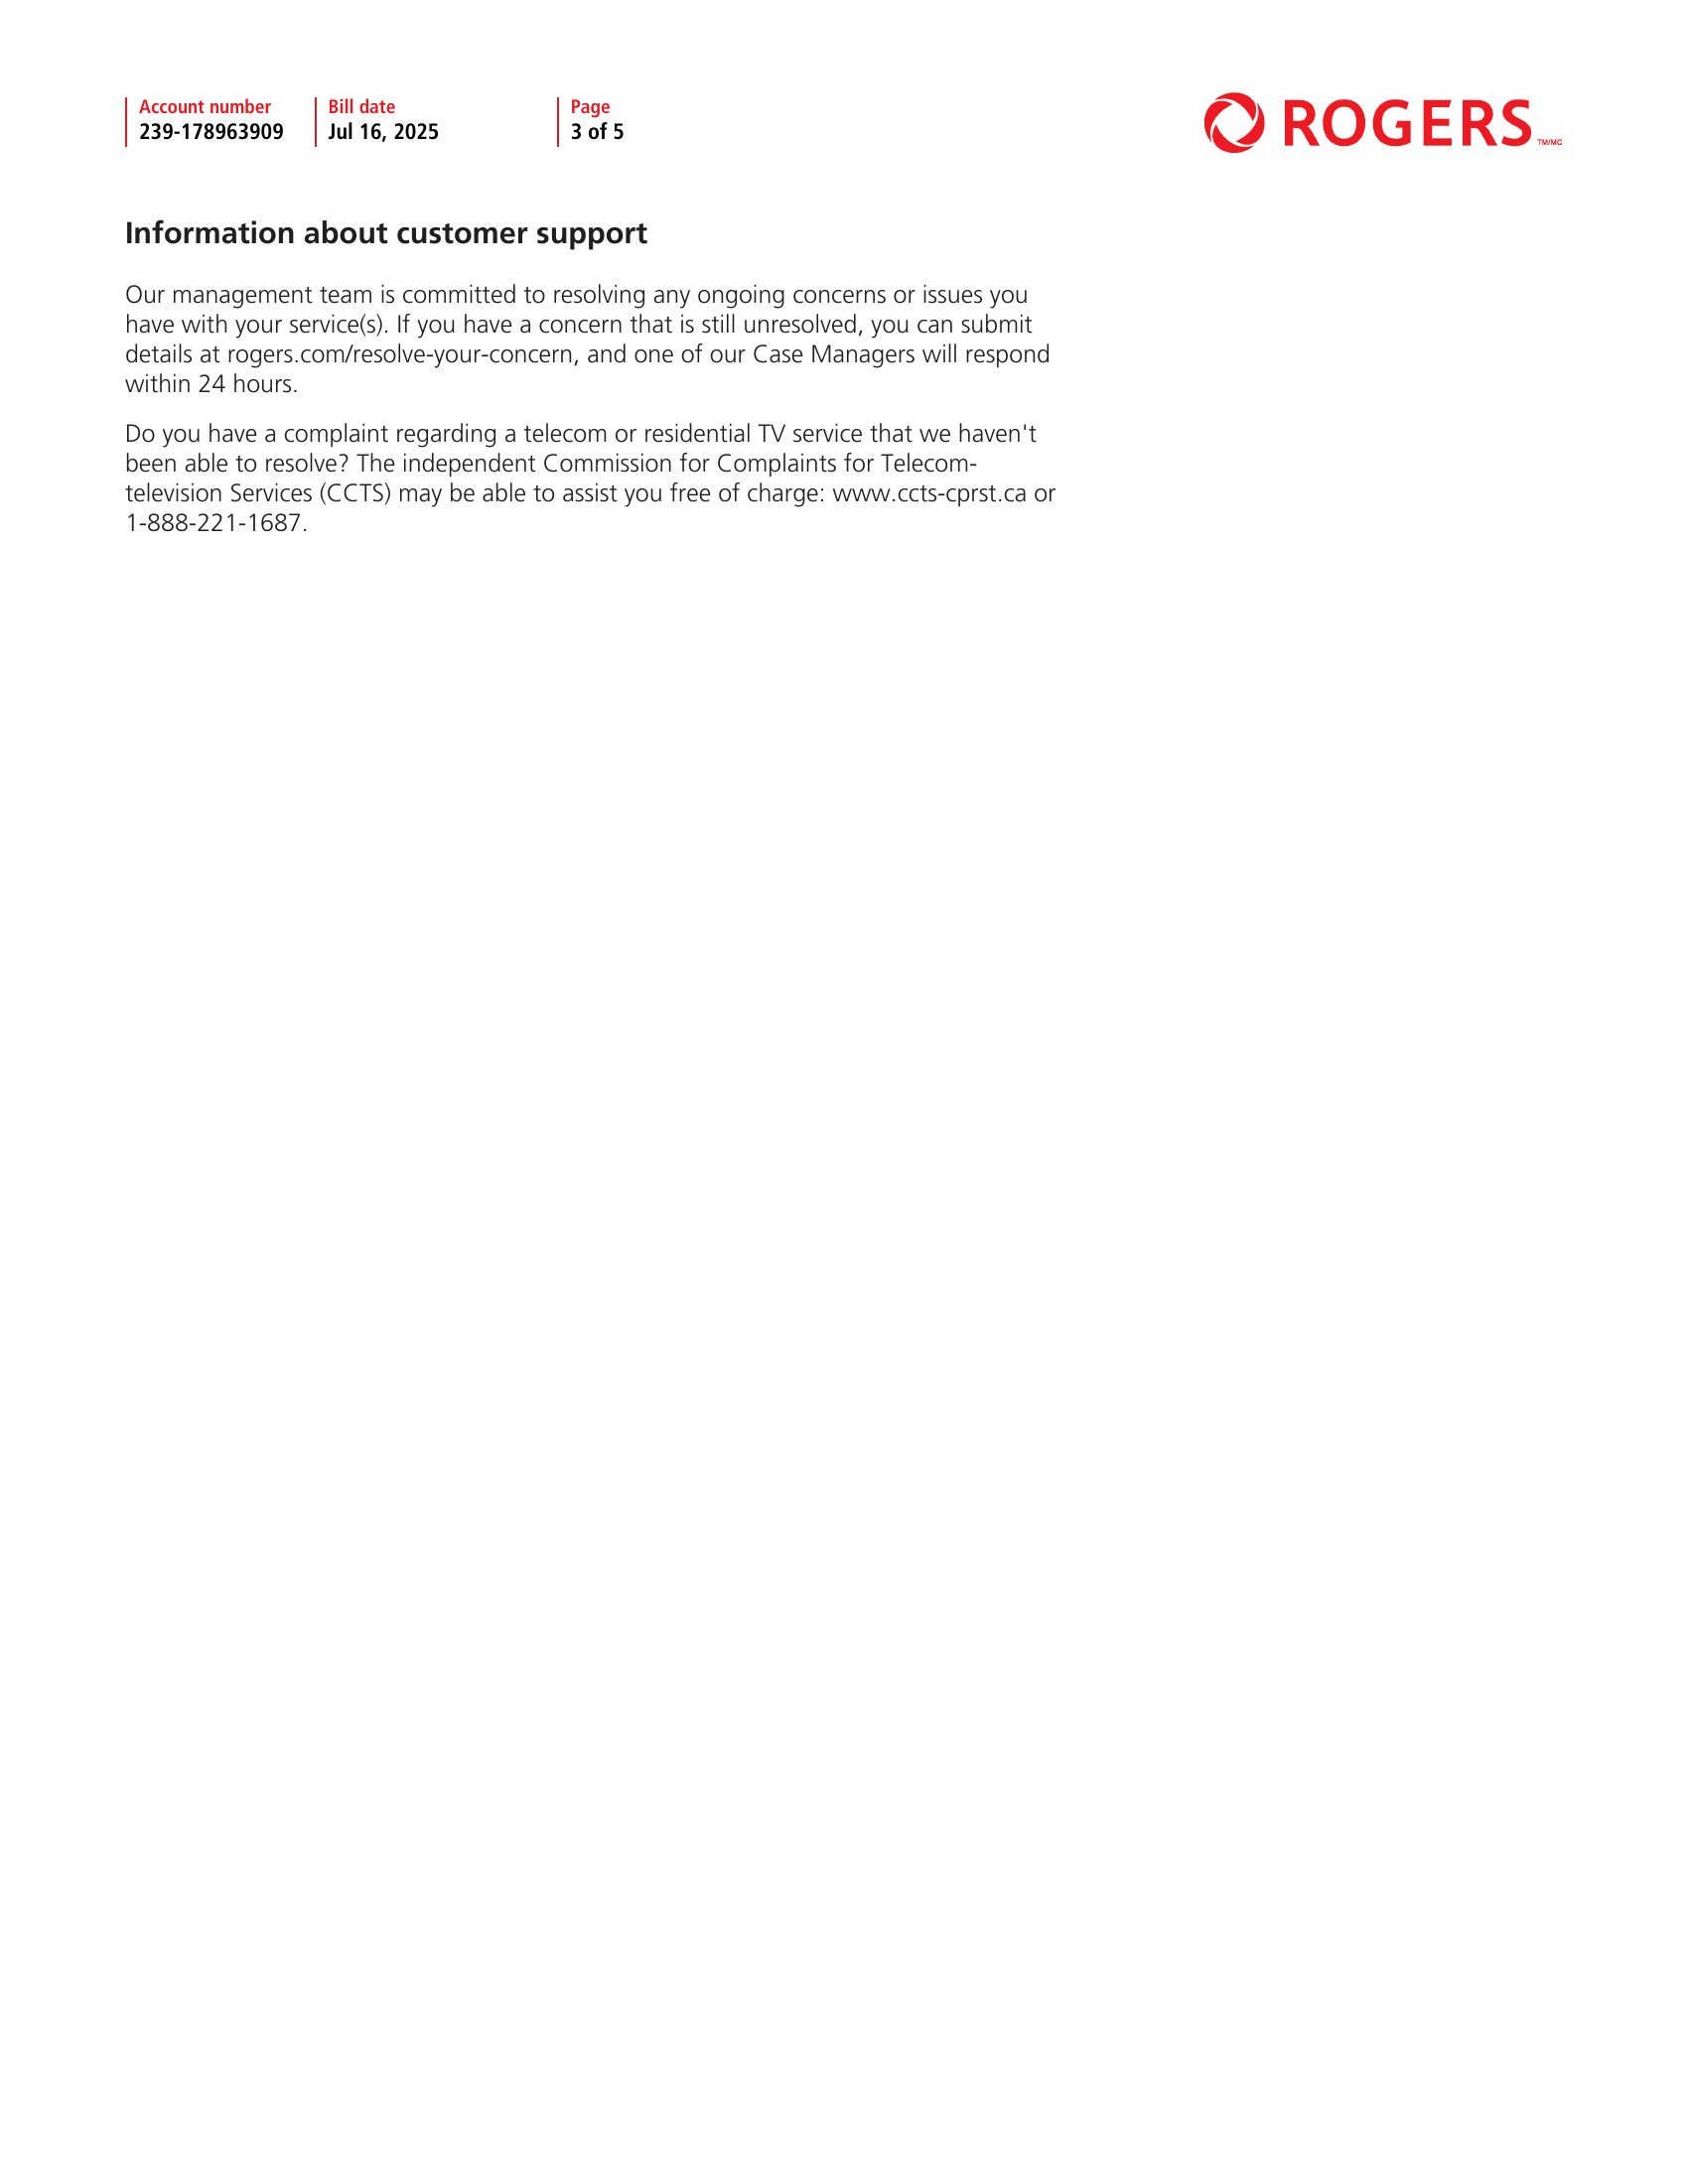 Account number
239-178963909
Bill date
Jul 16, 2025
Page
3 of 5
ROGERS TM/MC
Information about customer support
Our management team is committed to resolving any ongoing concerns or issues you
have with your service(s). If you have a concern that is still unresolved, you can submit
details at rogers.com/resolve-your-concern, and one of our Case Managers will respond
within 24 hours.
Do you have a complaint regarding a telecom or residential TV service that we haven't
been able to resolve? The independent Commission for Complaints for Telecom-
television Services (CCTS) may be able to assist you free of charge: www.ccts-cprst.ca or
1-888-221-1687.